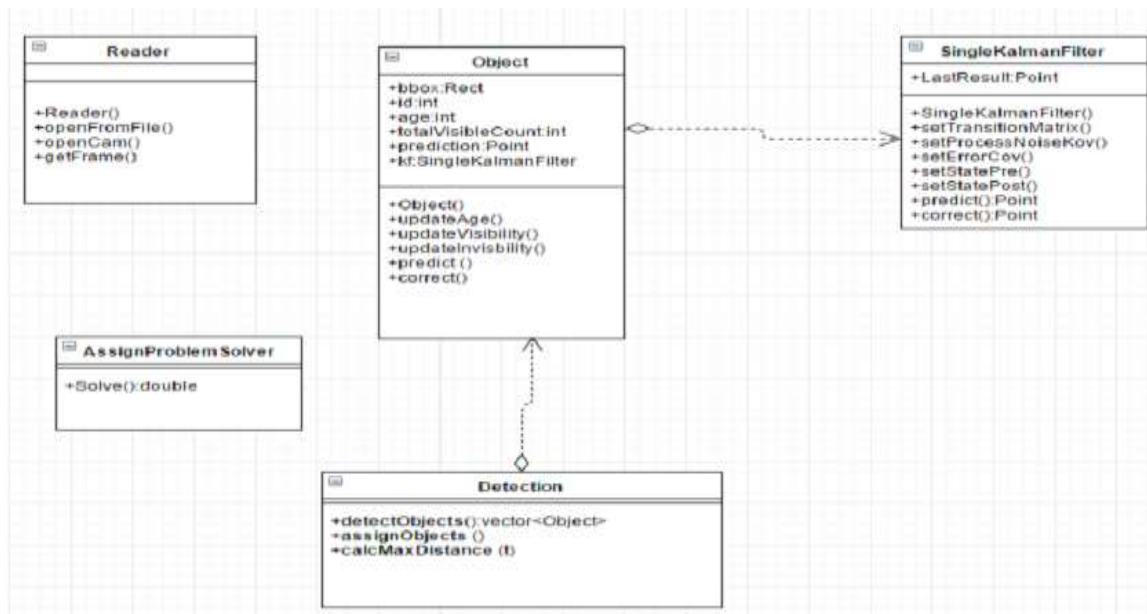 Reader
+Reader()
+openFromFile()
+openCam()
+getFrame()
Object
+bbox:Rect
+id:int
+age:int
+totalVisibleCount:int
+prediction:Point
+kf:SingleKalmanFilter
+Object()
+updateAge()
+updateVisibility()
+updateInvisbility()
+predict ()
+correct()
SingleKalmanFilter
+LastResult:Point
+SingleKalmanFilter()
+setTransitionMatrix()
+setProcessNoiseKov()
+setErrorCov()
+setStatePre()
+setStatePost()
+predict():Point
+correct():Point
AssignProblemSolver
+Solve():double
Detection
+detectObjects():vector<Object>
+assignObjects ()
+calcMaxDistance (t)